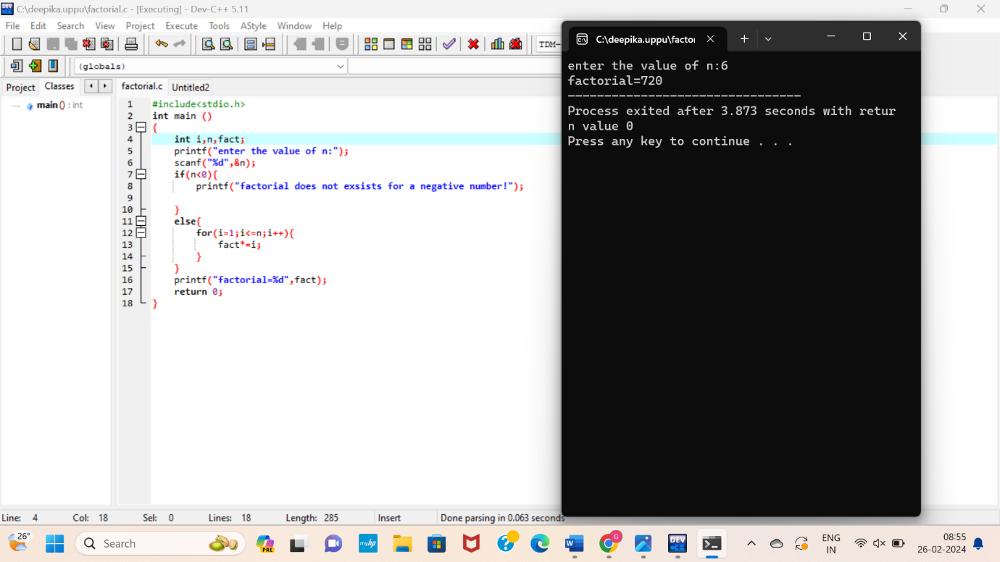 C:\deepika.uppu\factorial.c - [Executing] - Dev-C++ 5.11
File Edit Search View Project Execute Tools AStyle Window Help
TDM-
(globals)
Project Classes
main() : int
factorial.c Untitled2
1 #include<stdio.h>
2 int main ()
3 {
4 int i,n,fact;
5 printf("enter the value of n:");
6 scanf("%d",&n);
7 if(n<0){
8 printf("factorial does not exsists for a negative number!");
9
10 }
11 else{
12 for(i=1;i<=n;i++){
13 fact*=i;
14 }
15 }
16 printf("factorial=%d",fact);
17 return 0;
18 }
C:\deepika.uppu\factor
enter the value of n:6
factorial=720
--------------------------------
Process exited after 3.873 seconds with retur
n value 0
Press any key to continue . . .
Line: 4 Col: 18 Sel: 0 Lines: 18 Length: 285 Insert Done parsing in 0.063 seconds
26°
Search
PRE
myhp
W
G
DEV
C++
ENG
IN
08:55
26-02-2024